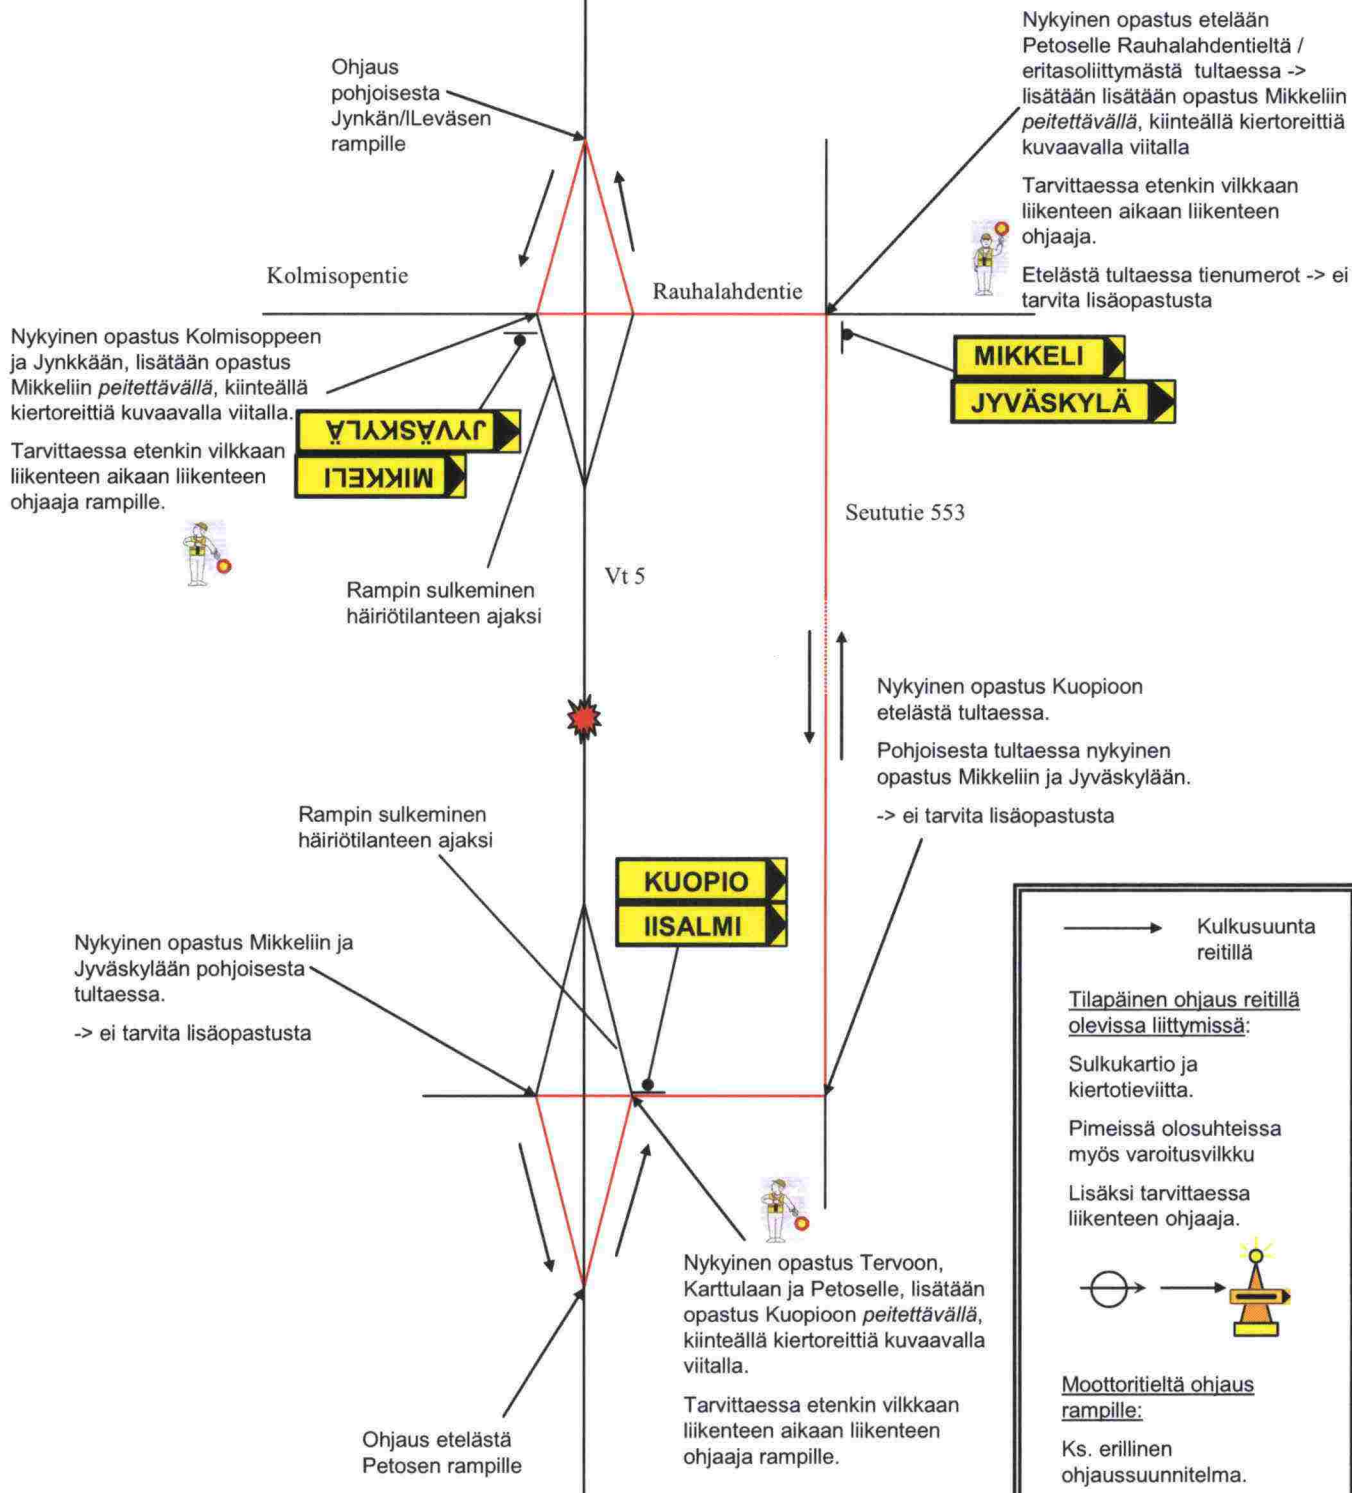 Ohjaus
pohjoisesta
Jynkän/lLeväsen
rampille
Nykyinen opastus etelään
Petoselle Rauhalahdentieltä /
eritasoliittymästä tultaessa ->
lisätään lisätään opastus Mikkeliin
peitettävällä, kiinteällä kiertoreittiä
kuvaavalla viitalla
Tarvittaessa etenkin vilkkaan
liikenteen aikaan liikenteen
ohjaaja.
Etelästä tultaessa tienumerot -> ei
tarvita lisäopastusta
Kolmisopentie
Rauhalahdentie
Nykyinen opastus Kolmisoppeen
ja Jynkkään, lisätään opastus
Mikkeliin peitettävällä, kiinteällä
kiertoreittiä kuvaavalla viitalla.
Tarvittaessa etenkin vilkkaan
liikenteen aikaan liikenteen
ohjaaja rampille.
JYVÄSKYLÄ
MIKKELI
MIKKELI
JYVÄSKYLÄ
Seututie 553
Vt 5
Rampin sulkeminen
häiriötilanteen ajaksi
Nykyinen opastus Kuopioon
etelästä tultaessa.
Pohjoisesta tultaessa nykyinen
opastus Mikkeliin ja Jyväskylään.
-> ei tarvita lisäopastusta
Rampin sulkeminen
häiriötilanteen ajaksi
KUOPIO
IISALMI
Nykyinen opastus Mikkeliin ja
Jyväskylään pohjoisesta
tultaessa.
-> ei tarvita lisäopastusta
Nykyinen opastus Tervoon,
Karttulaan ja Petoselle, lisätään
opastus Kuopioon peitettävällä,
kiinteällä kiertoreittiä kuvaavalla
viitalla.
Tarvittaessa etenkin vilkkaan
liikenteen aikaan liikenteen
ohjaaja rampille.
Ohjaus etelästä
Petosen rampille
Kulkusuunta
reitillä
Tilapäinen ohjaus reitillä
olevissa liittymissä:
Sulkukartio ja
kiertotieviitta.
Pimeissä olosuhteissa
myös varoitusvilkku
Lisäksi tarvittaessa
liikenteen ohjaaja.
Moottoritieltä ohjaus
rampille:
Ks. erillinen
ohjaussuunnitelma.